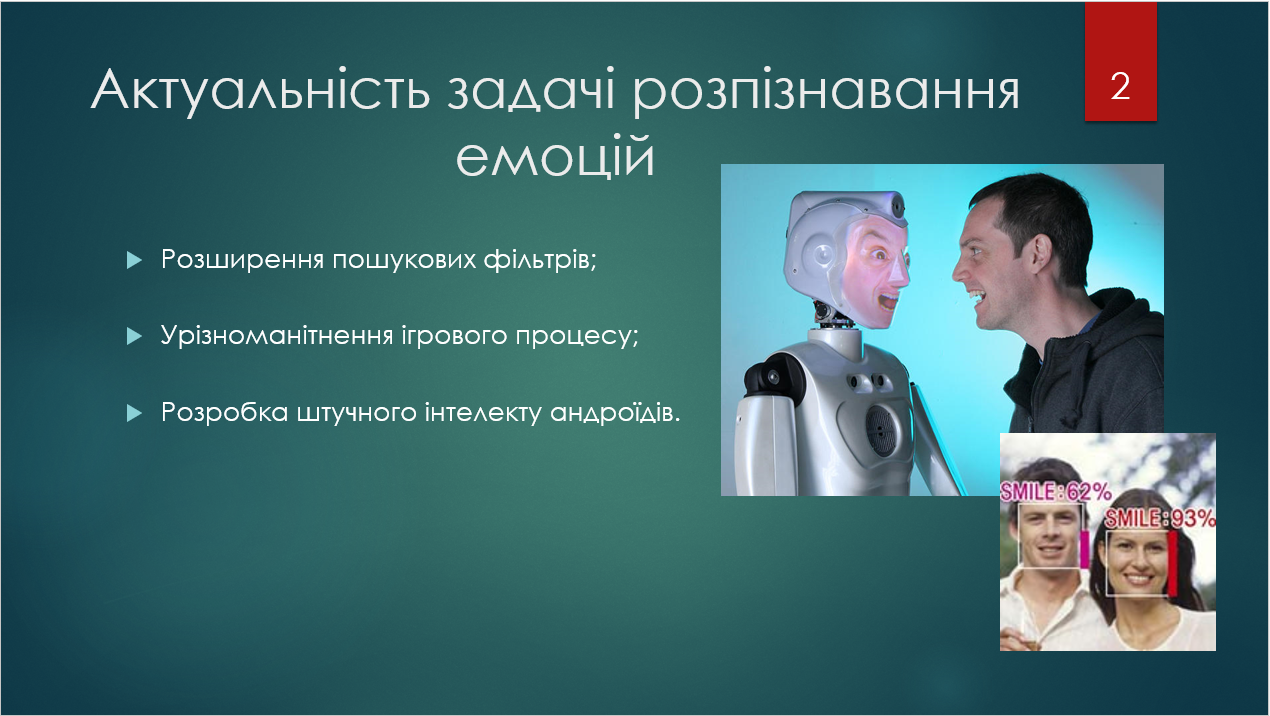 Актуальність задачі розпізнавання
емоцій
2
Розширення пошукових фільтрів;
Урізноманітнення ігрового процесу;
Розробка штучного інтелекту андроїдів.
SMILE:62%
SMILE:93%